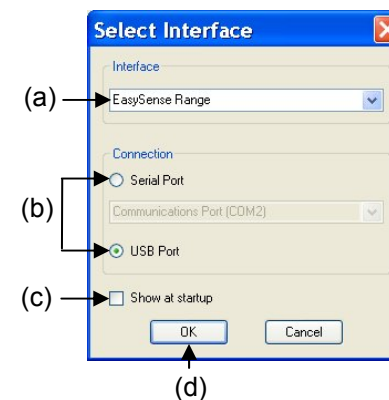 Select Interface
Interface
(a)
EasySense Range
Connection
Serial Port
(b)
Communications Port (COM2)
USB Port
(c)
Show at startup
OK Cancel
(d)